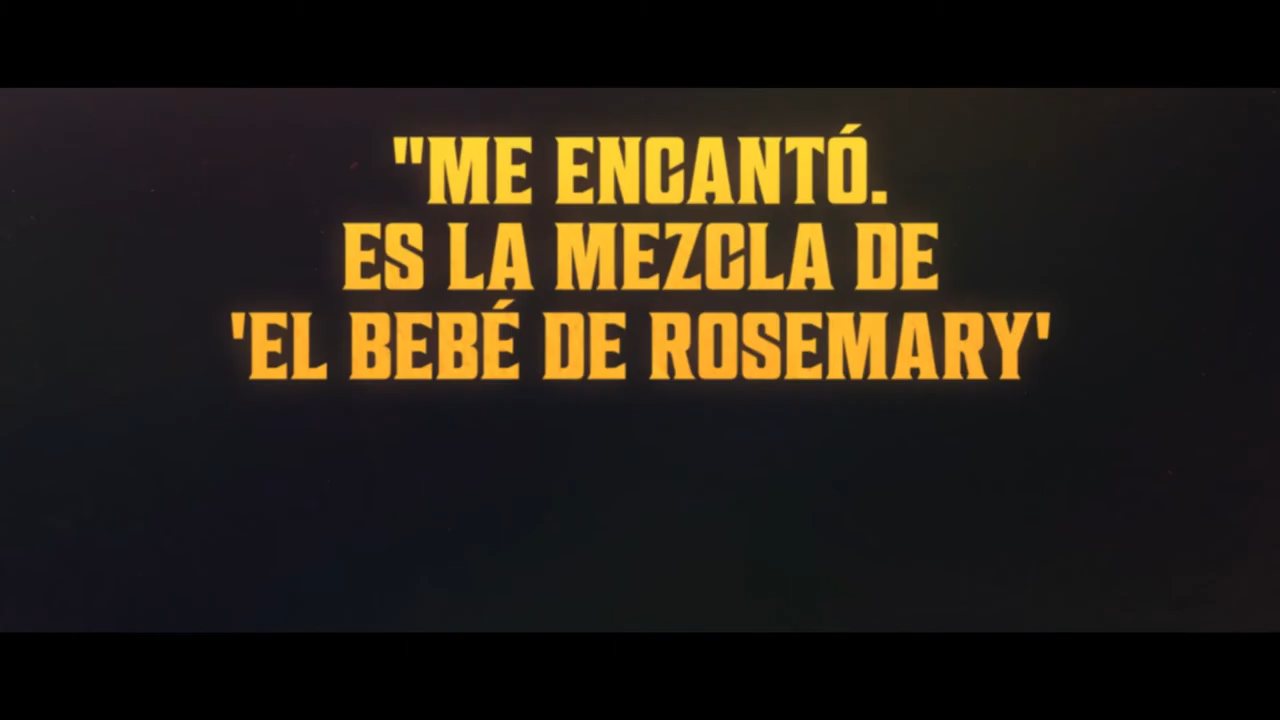 "ME ENCANTÓ.
ES LA MEZCLA DE
'EL BEBÉ DE ROSEMARY'